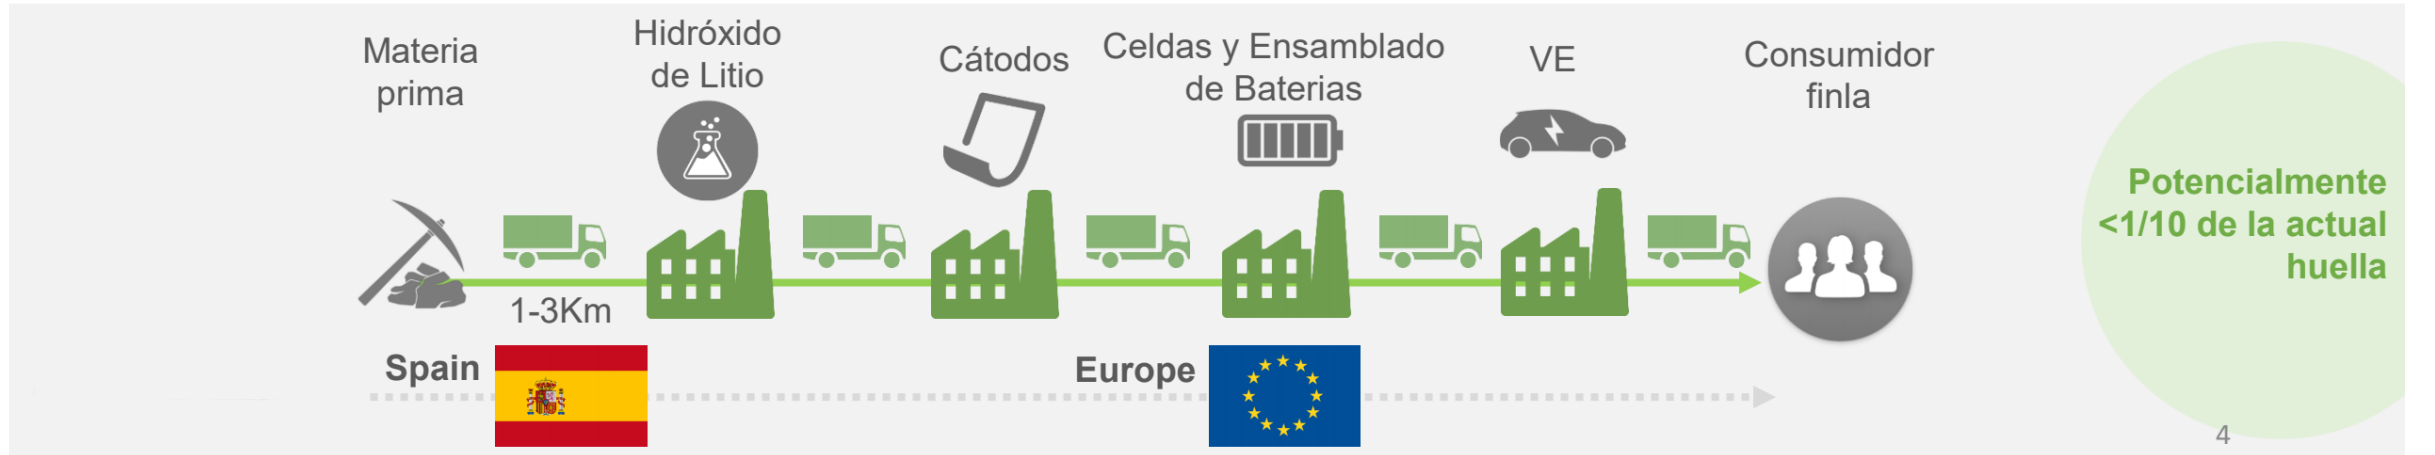 Materia
prima
Hidróxido
de Litio
Cátodos
Celdas y Ensamblado
de Baterias
VE
Consumidor
finla
1-3Km
Potencialmente
<1/10 de la actual
huella
Spain
Europe
4